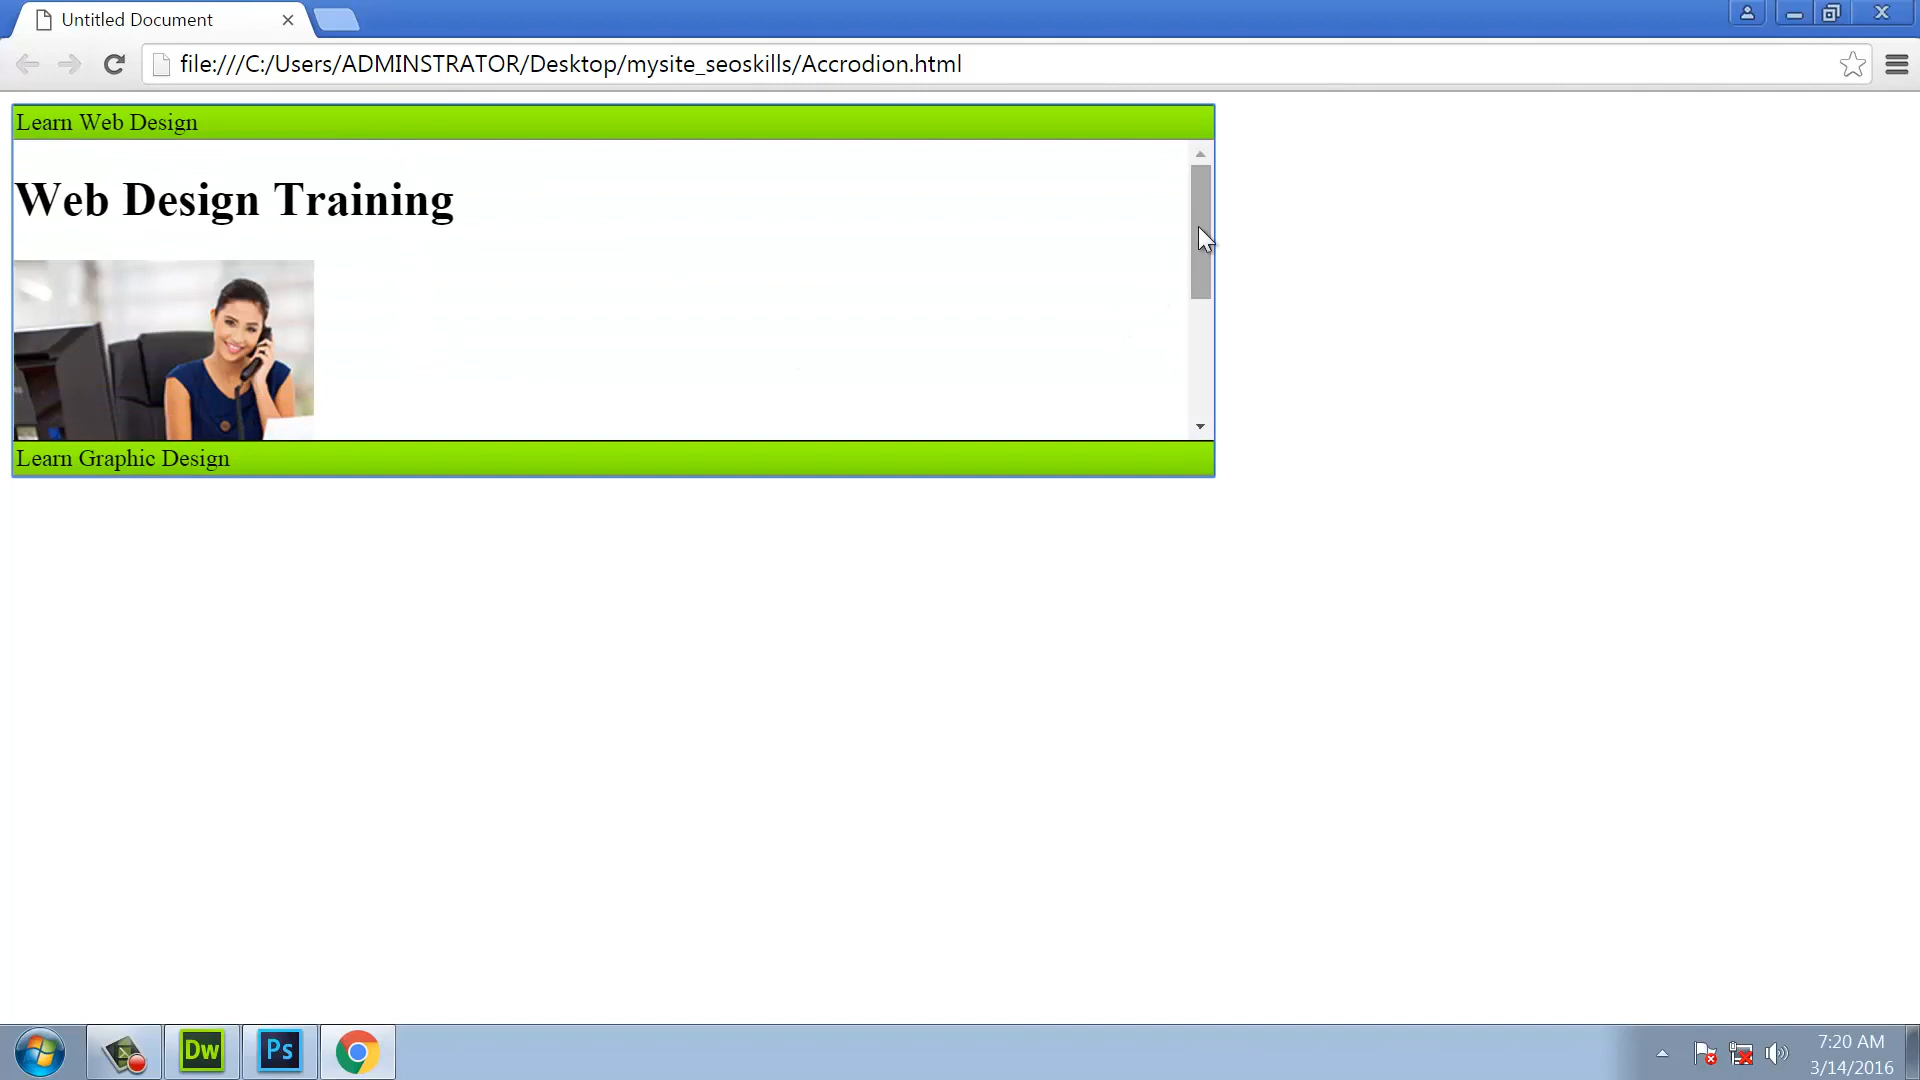 Untitled Document
file:///C:/Users/ADMINSTRATOR/Desktop/mysite_seoskills/Accrodion.html
Learn Web Design
Web Design Training
Learn Graphic Design
Dw
Ps
7:20 AM
3/14/2016